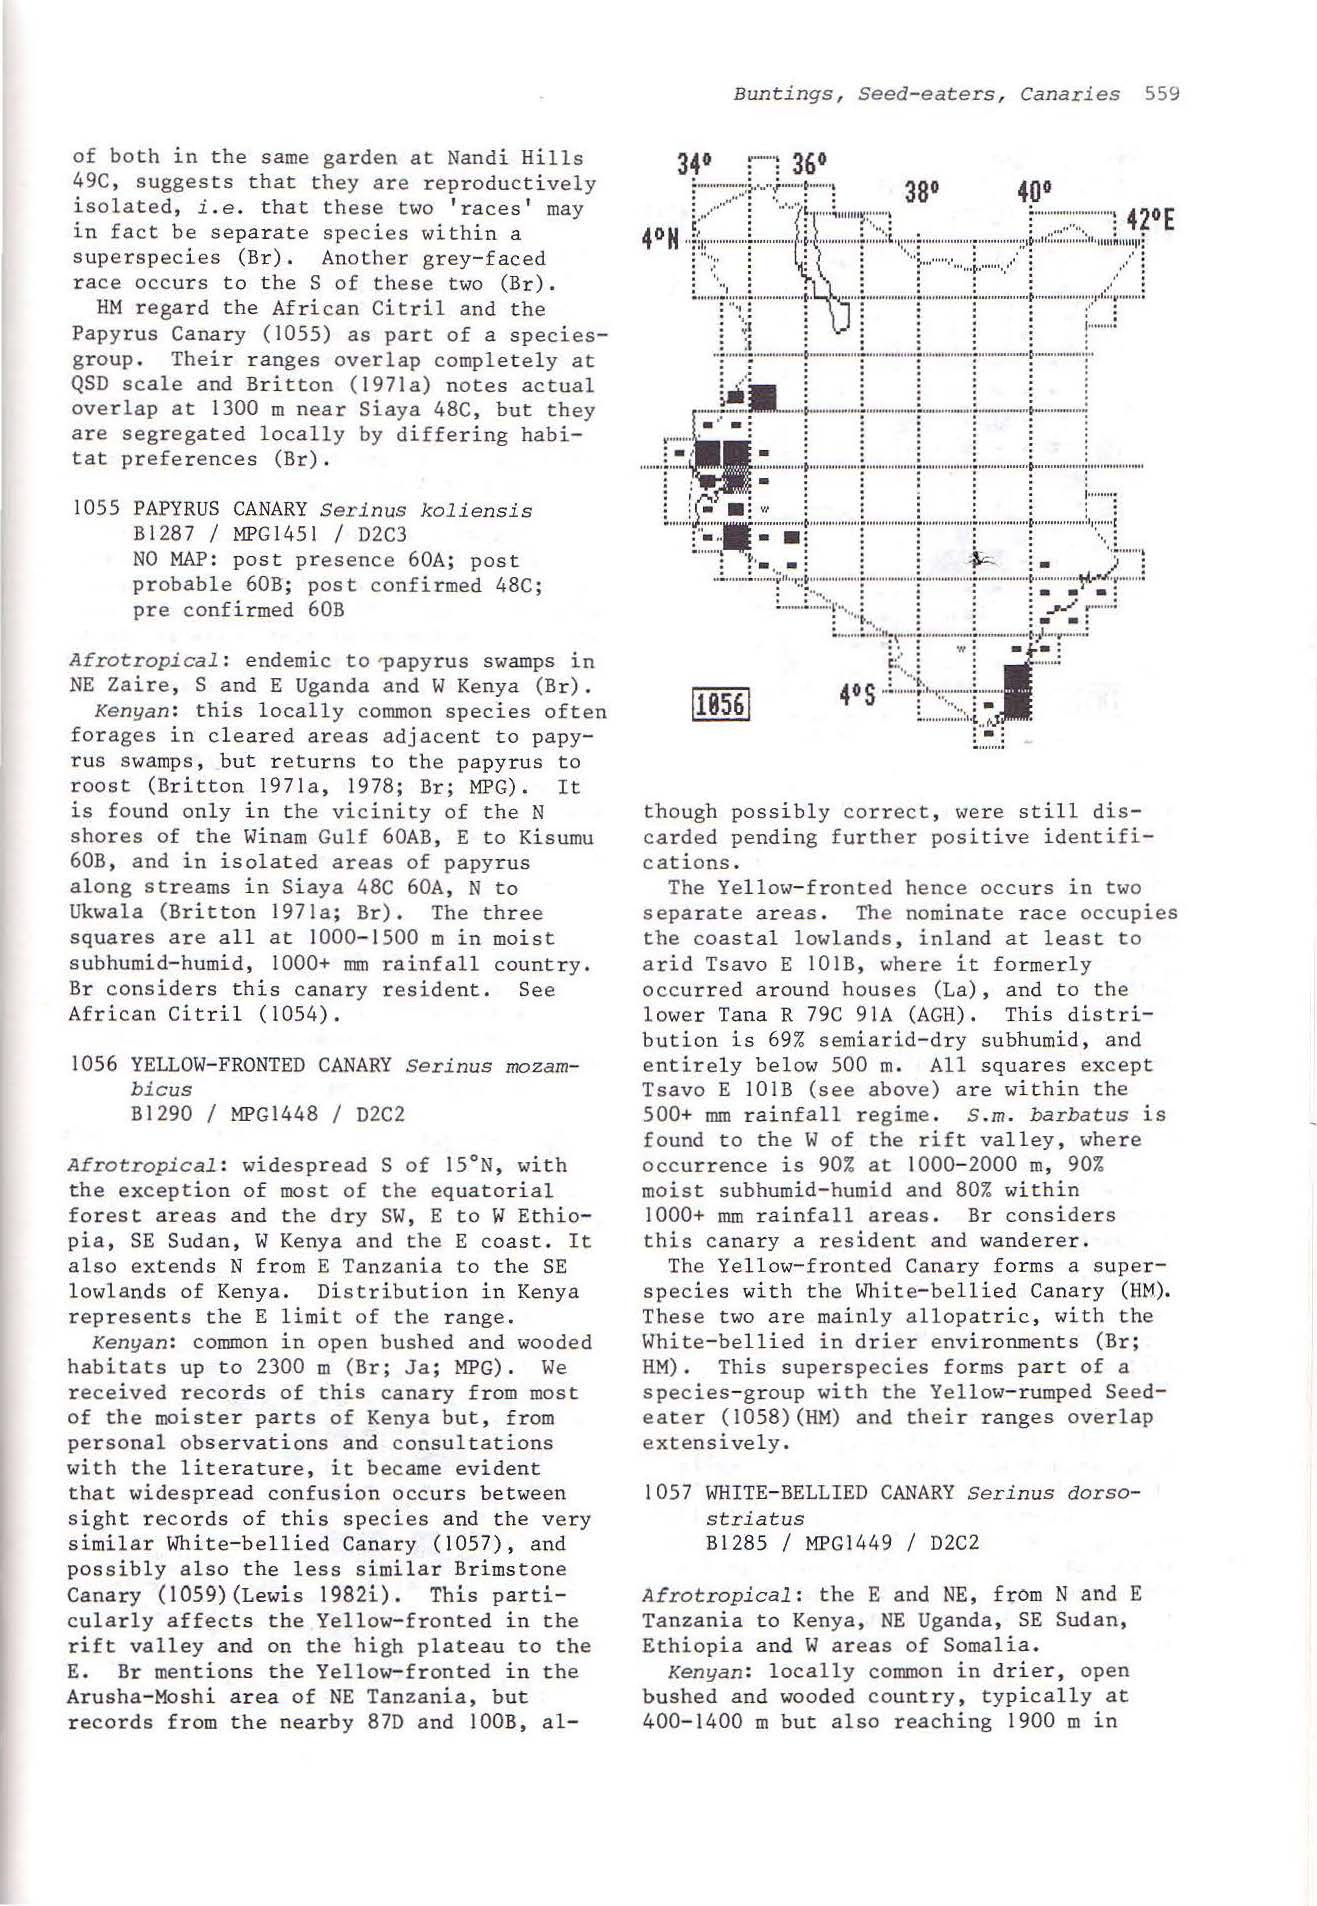 Buntings, Seed-eaters, Canaries 559
of both in the same garden at Nandi Hills
49C, suggests that they are reproductively
isolated, i.e. that these two 'races' may
in fact be separate species within a
superspecies (Br). Another grey-faced
race occurs to the S of these two (Br).
HM regard the African Citril and the
Papyrus Canary (1055) as part of a species-
group. Their ranges overlap completely at
QSD scale and Britton (1971a) notes actual
overlap at 1300 m near Siaya 48C, but they
are segregated locally by differing habi-
tat preferences (Br).
1055 PAPYRUS CANARY Serinus koliensis
B1287 / MPG1451 / D2C3
NO MAP: post presence 60A; post
probable 60B; post confirmed 48C;
pre confirmed 60B
Afrotropical: endemic to papyrus swamps in
NE Zaire, S and E Uganda and W Kenya (Br).
Kenyan: this locally common species often
forages in cleared areas adjacent to papy-
rus swamps, but returns to the papyrus to
roost (Britton 1971a, 1978; Br; MPG). It
is found only in the vicinity of the N
shores of the Winam Gulf 60AB, E to Kisumu
60B, and in isolated areas of papyrus
along streams in Siaya 48C 60A, N to
Ukwala (Britton 1971a; Br). The three
squares are all at 1000-1500 m in moist
subhumid-humid, 1000+ mm rainfall country.
Br considers this canary resident. See
African Citril (1054).
1056 YELLOW-FRONTED CANARY Serinus mozam-
bicus
B1290 / MPG1448 / D2C2
Afrotropical: widespread S of 15°N, with
the exception of most of the equatorial
forest areas and the dry SW, E to W Ethio-
pia, SE Sudan, W Kenya and the E coast. It
also extends N from E Tanzania to the SE
lowlands of Kenya. Distribution in Kenya
represents the E limit of the range.
Kenyan: common in open bushed and wooded
habitats up to 2300 m (Br; Ja; MPG). We
received records of this canary from most
of the moister parts of Kenya but, from
personal observations and consultations
with the literature, it became evident
that widespread confusion occurs between
sight records of this species and the very
similar White-bellied Canary (1057), and
possibly also the less similar Brimstone
Canary (1059)(Lewis 1982i). This parti-
cularly affects the Yellow-fronted in the
rift valley and on the high plateau to the
E. Br mentions the Yellow-fronted in the
Arusha-Moshi area of NE Tanzania, but
records from the nearby 87D and 100B, al-
34° 36°
38° 40°
42°E
4°N
W
W
4°S
1056
though possibly correct, were still dis-
carded pending further positive identifi-
cations.
The Yellow-fronted hence occurs in two
separate areas. The nominate race occupies
the coastal lowlands, inland at least to
arid Tsavo E 101B, where it formerly
occurred around houses (La), and to the
lower Tana R 79C 91A (AGH). This distri-
bution is 69% semiarid-dry subhumid, and
entirely below 500 m. All squares except
Tsavo E 101B (see above) are within the
500+ mm rainfall regime. S.m. barbatus is
found to the W of the rift valley, where
occurrence is 90% at 1000-2000 m, 90%
moist subhumid-humid and 80% within
1000+ mm rainfall areas. Br considers
this canary a resident and wanderer.
The Yellow-fronted Canary forms a super-
species with the White-bellied Canary (HM).
These two are mainly allopatric, with the
White-bellied in drier environments (Br;
HM). This superspecies forms part of a
species-group with the Yellow-rumped Seed-
eater (1058)(HM) and their ranges overlap
extensively.
1057 WHITE-BELLIED CANARY Serinus dorso-
striatus
B1285 / MPG1449 / D2C2
Afrotropical: the E and NE, from N and E
Tanzania to Kenya, NE Uganda, SE Sudan,
Ethiopia and W areas of Somalia.
Kenyan: locally common in drier, open
bushed and wooded country, typically at
400-1400 m but also reaching 1900 m in